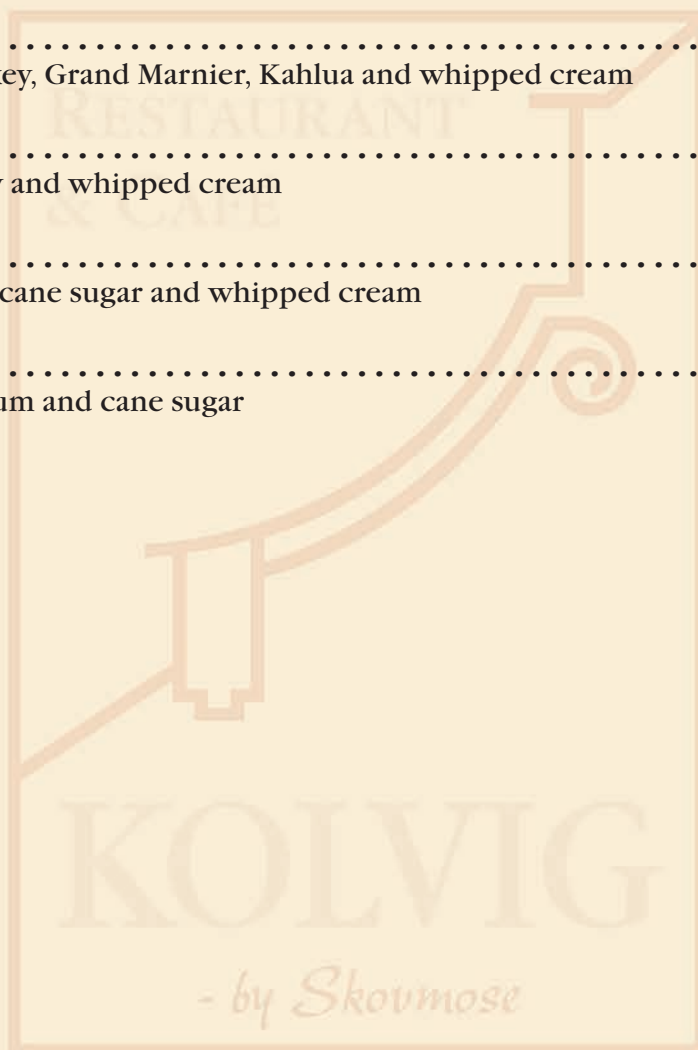 ey, Grand Marnier, Kahlua and whipped cream
RESTAURANT
and whipped cream
& CAFE
cane sugar and whipped cream
um and cane sugar
KOLVIG
- by Skovmose